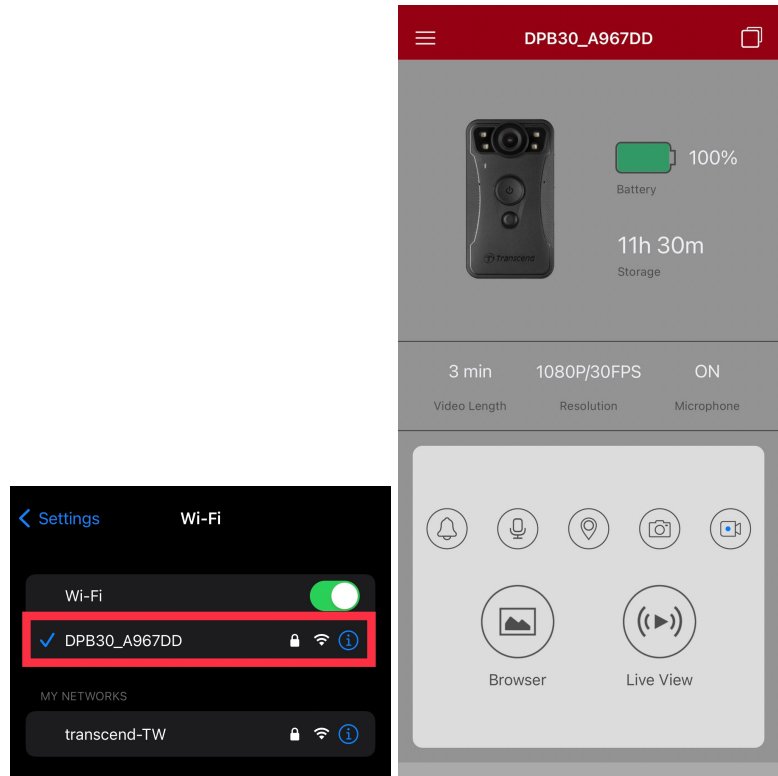 Settings
Wi-Fi
Wi-Fi
DPB30_A967DD
MY NETWORKS
transcend-TW
DPB30_A967DD
100%
Battery
11h 30m
Storage
Transcend
3 min 1080P/30FPS ON
Video Length Resolution Microphone
Browser Live View